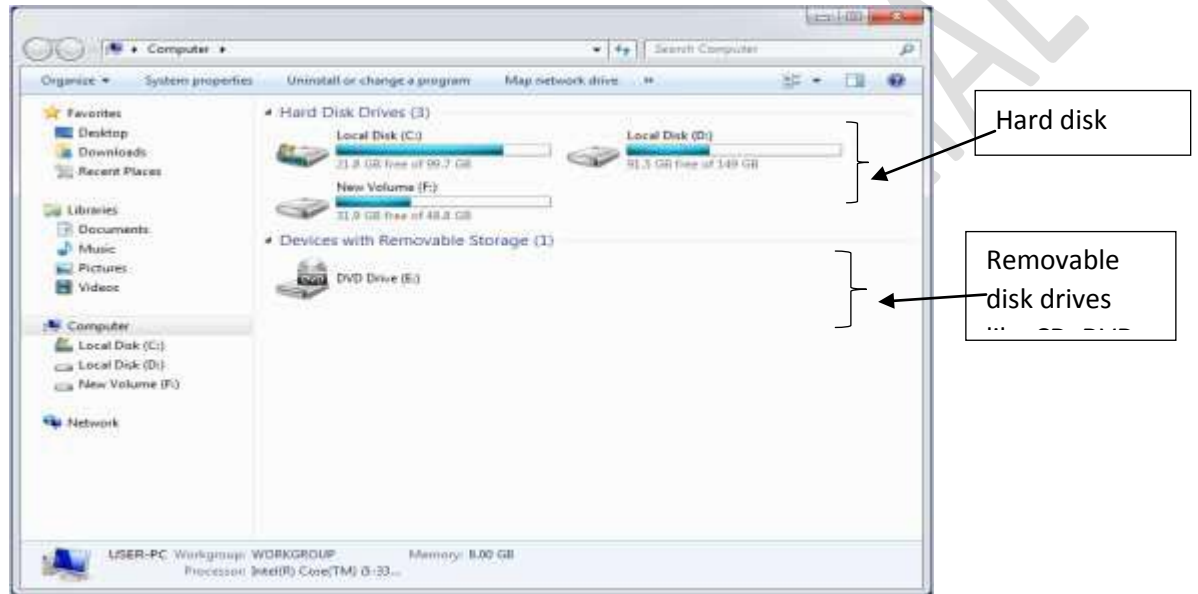 Computer
Search Computer
Organize System properties Uninstall or change a program Map network drive »
Favorites
Desktop
Downloads
Recent Places
Libraries
Documents
Music
Pictures
Videos
Computer
Local Disk (C:)
Local Disk (D:)
New Volume (F:)
Network
Hard Disk Drives (3)
Local Disk (C:)
21.8 GB free of 99.7 GB
Local Disk (D:)
91.5 GB free of 149 GB
New Volume (F:)
31.9 GB free of 48.8 GB
Devices with Removable Storage (1)
DVD Drive (E:)
USER-PC Workgroup: WORKGROUP Memory: 8.00 GB
Processor: Intel(R) Core(TM)
Hard disk
Removable
disk drives